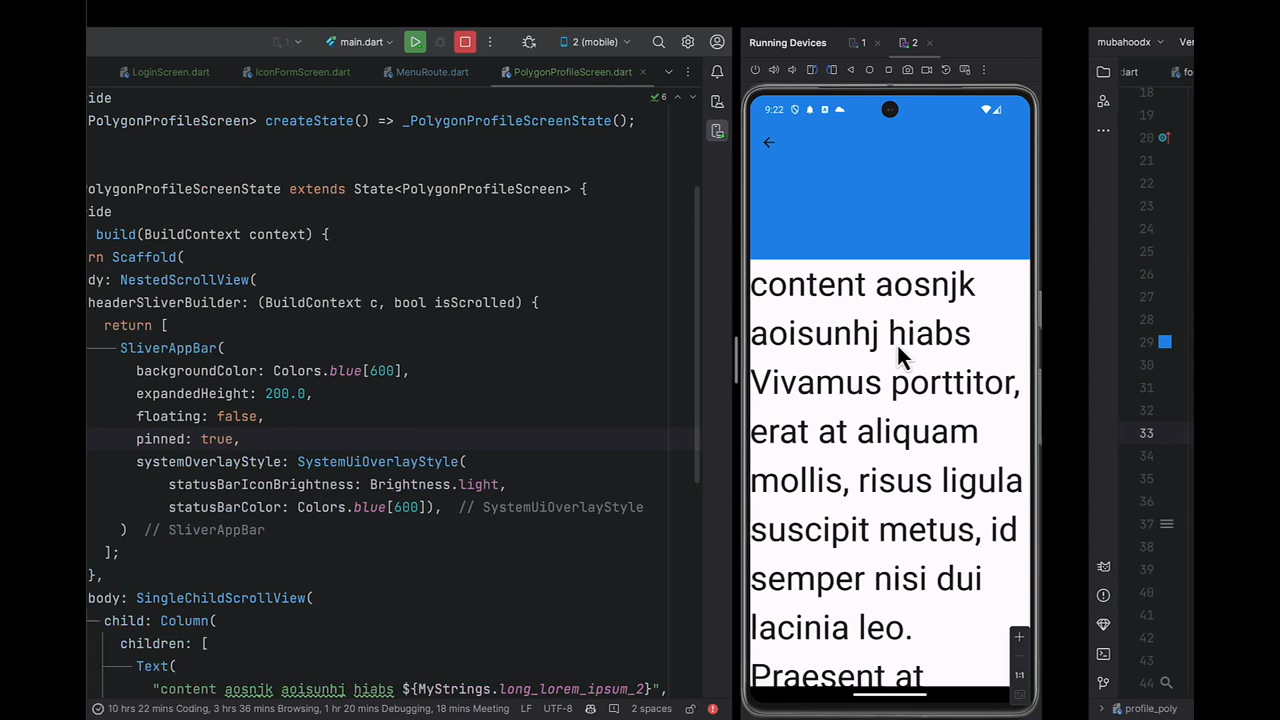 1
main.dart
2 (mobile)
LoginScreen.dart
IconFormScreen.dart
MenuRoute.dart
PolygonProfileScreen.dart
6
ide
PolygonProfileScreen> createState() => _PolygonProfileScreenState();
olygonProfileScreenState extends State<PolygonProfileScreen> {
ide
build(BuildContext context) {
rn Scaffold(
dy: NestedScrollView(
headerSliverBuilder: (BuildContext c, bool isScrolled) {
return [
SliverAppBar(
backgroundColor: Colors.blue[600],
expandedHeight: 200.0,
floating: false,
pinned: true,
systemOverlayStyle: SystemUiOverlayStyle(
statusBarIconBrightness: Brightness.light,
statusBarColor: Colors.blue[600]), // SystemUiOverlayStyle
) // SliverAppBar
];
},
body: SingleChildScrollView(
child: Column(
children: [
Text(
"content aosnjk aoisunhj hiabs ${MyStrings.long_lorem_ipsum_2}",
10 hrs 22 mins Coding, 3 hrs 36 mins Browsing, 1 hr 20 mins Debugging, 18 mins Meeting
LF
UTF-8
2 spaces
Running Devices
1
2
9:22
content aosnjk
aoisunhj hiabs
Vivamus porttitor,
erat at aliquam
mollis, risus ligula
suscipit metus, id
semper nisi dui
lacinia leo.
Praesent at
1:1
mubahoodx
Ver
dart
for
18
19
20
21
22
23
24
25
26
27
28
29
30
31
32
33
34
35
36
37
38
39
40
41
42
43
44
profile_poly